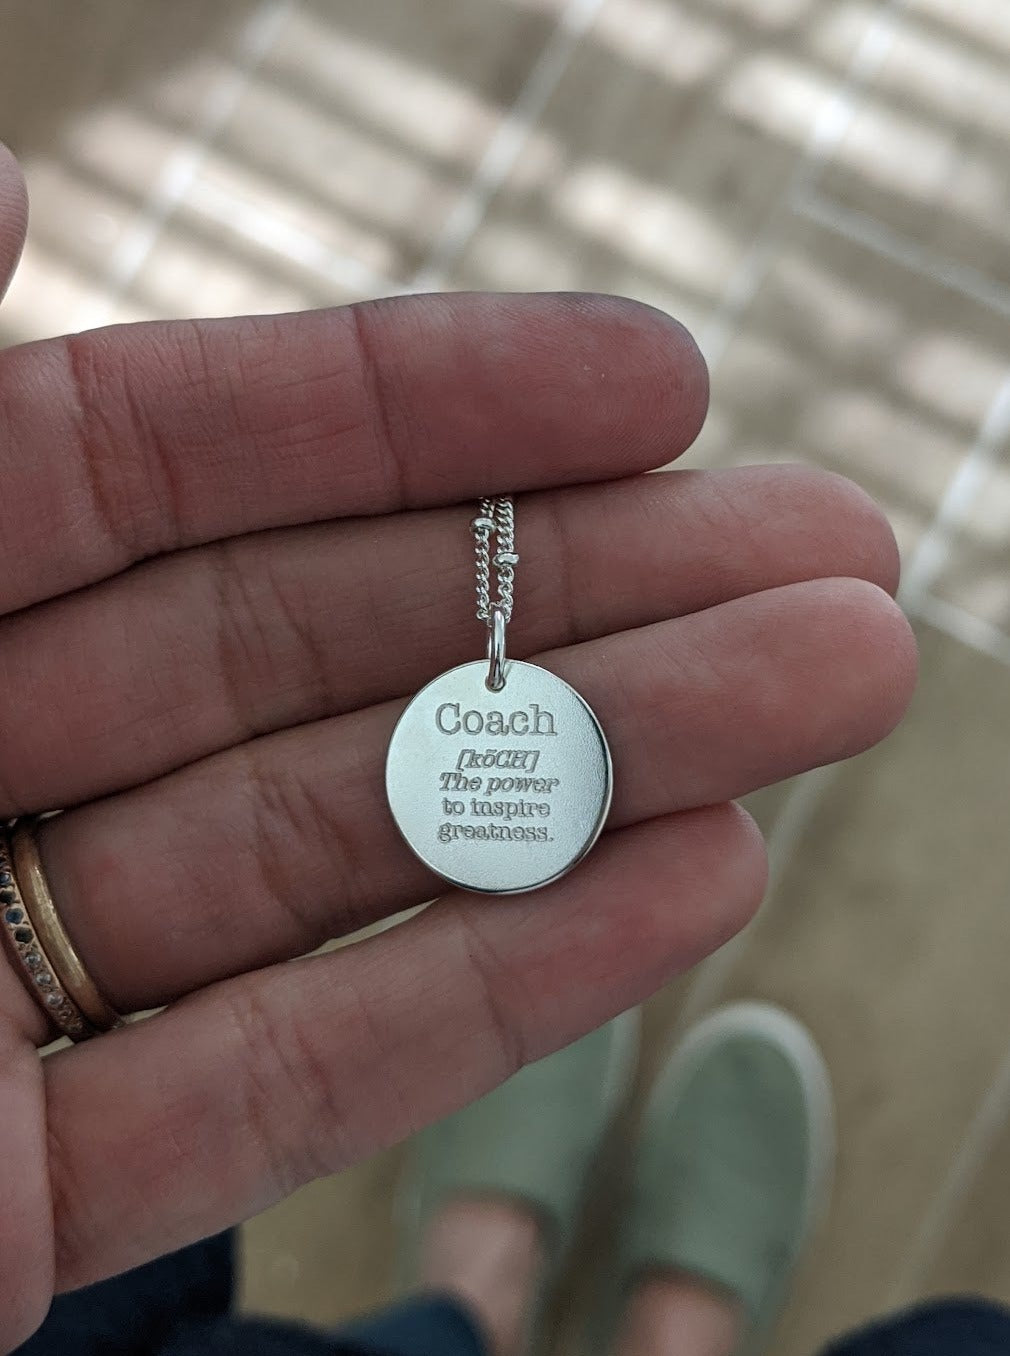 Coach
[kōCH]
The power
to inspire
greatness.